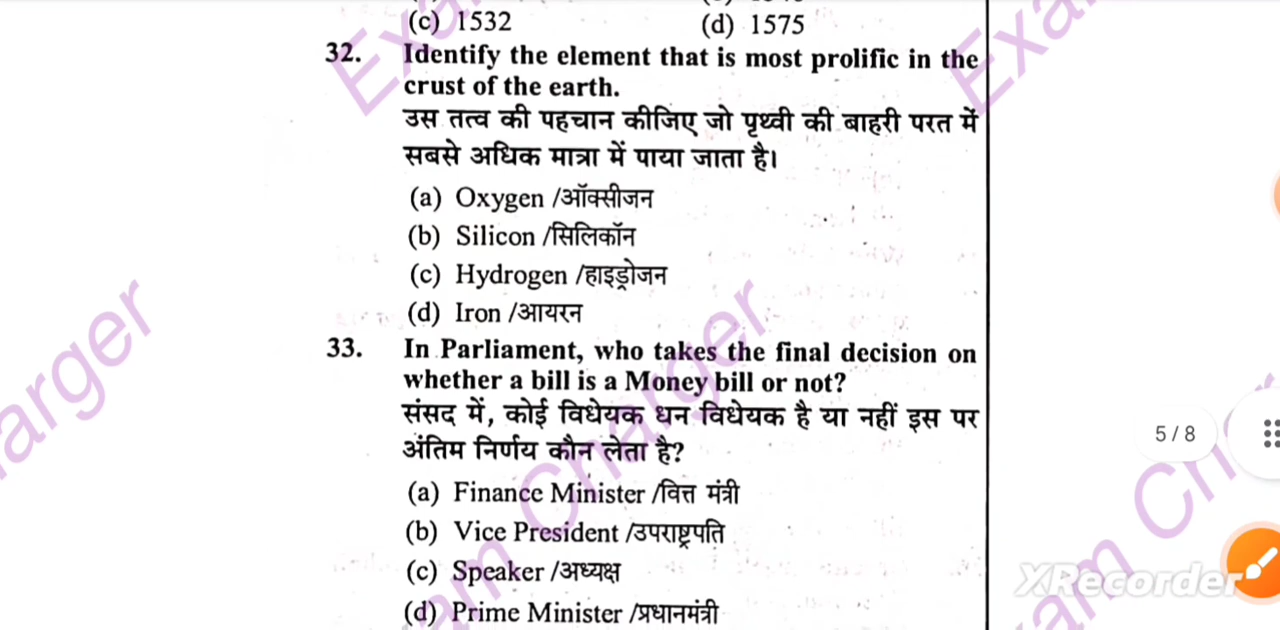 (c) 1532 (d) 1575
32. Identify the element that is most prolific in the
crust of the earth.
उस तत्व की पहचान कीजिए जो पृथ्वी की बाहरी परत में
सबसे अधिक मात्रा में पाया जाता है।
(a) Oxygen /ऑक्सीजन
(b) Silicon /सिलिकॉन
(c) Hydrogen /हाइड्रोजन
(d) Iron /आयरन
33. In Parliament, who takes the final decision on
whether a bill is a Money bill or not?
संसद में, कोई विधेयक धन विधेयक है या नहीं इस पर
अंतिम निर्णय कौन लेता है?
(a) Finance Minister /वित्त मंत्री
(b) Vice President /उपराष्ट्रपति
(c) Speaker /अध्यक्ष
(d) Prime Minister /प्रधानमंत्री
5 / 8
XRecorder
arger
Charger